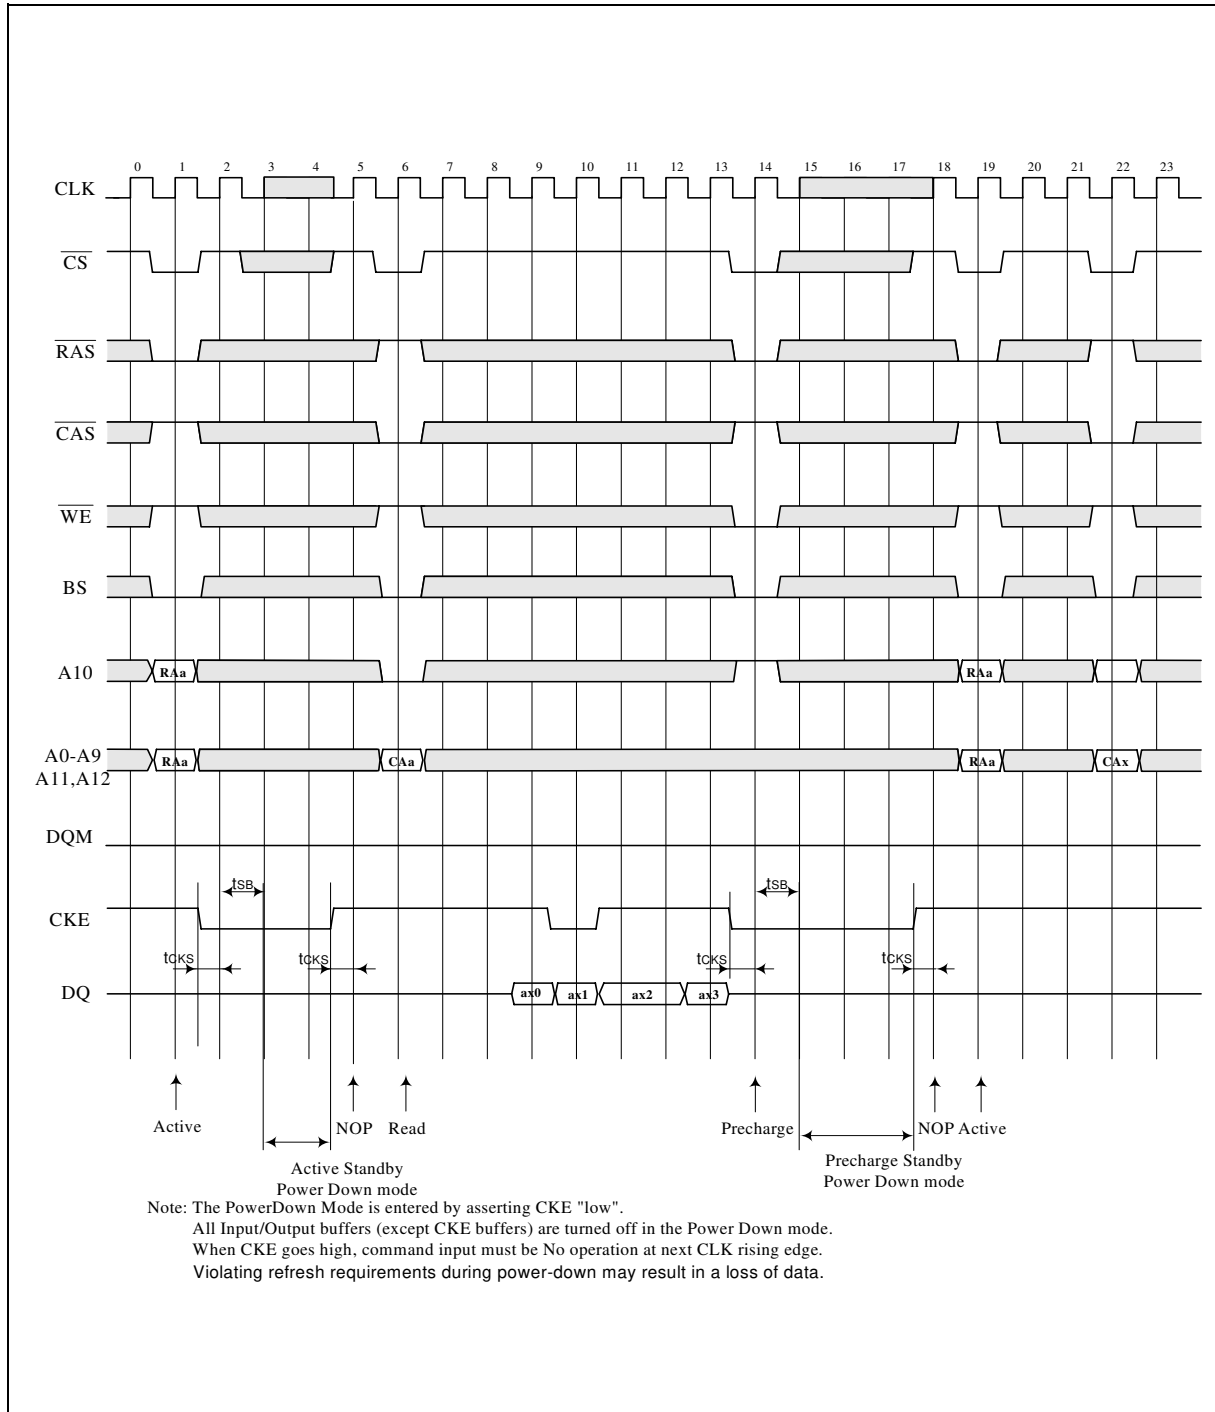 0 1 2 3 4 5 6 7 8 9 10 11 12 13 14 15 16 17 18 19 20 21 22 23
CLK
CS
RAS
CAS
WE
BS
A10 RAa RAa
A0-A9
A11,A12 RAa CAa RAa CAx
DQM
tSB tSB
CKE
tCKS tCKS tCKS tCKS
DQ ax0 ax1 ax2 ax3
Active NOP Read Precharge NOP Active
Active Standby
Power Down mode
Precharge Standby
Power Down mode
Note: The PowerDown Mode is entered by asserting CKE "low".
All Input/Output buffers (except CKE buffers) are turned off in the Power Down mode.
When CKE goes high, command input must be No operation at next CLK rising edge.
Violating refresh requirements during power-down may result in a loss of data.